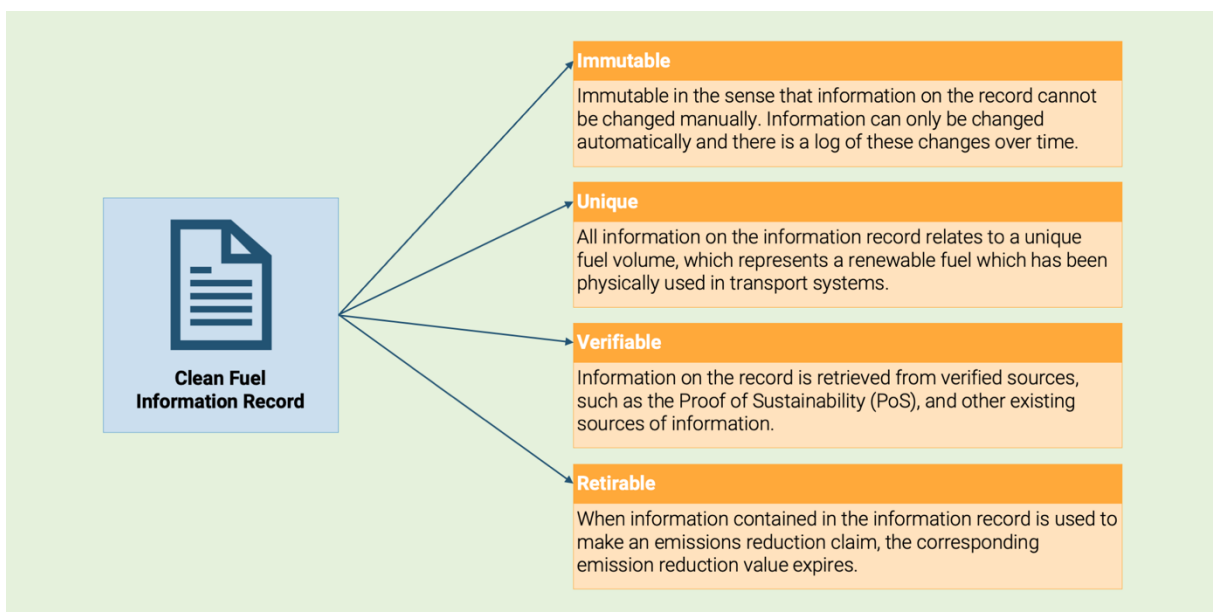 Immutable
Immutable in the sense that information on the record cannot
be changed manually. Information can only be changed
automatically and there is a log of these changes over time.
Unique
All information on the information record relates to a unique
fuel volume, which represents a renewable fuel which has been
physically used in transport systems.
Clean Fuel
Information Record
Verifiable
Information on the record is retrieved from verified sources,
such as the Proof of Sustainability (PoS), and other existing
sources of information.
Retirable
When information contained in the information record is used to
make an emissions reduction claim, the corresponding
emission reduction value expires.